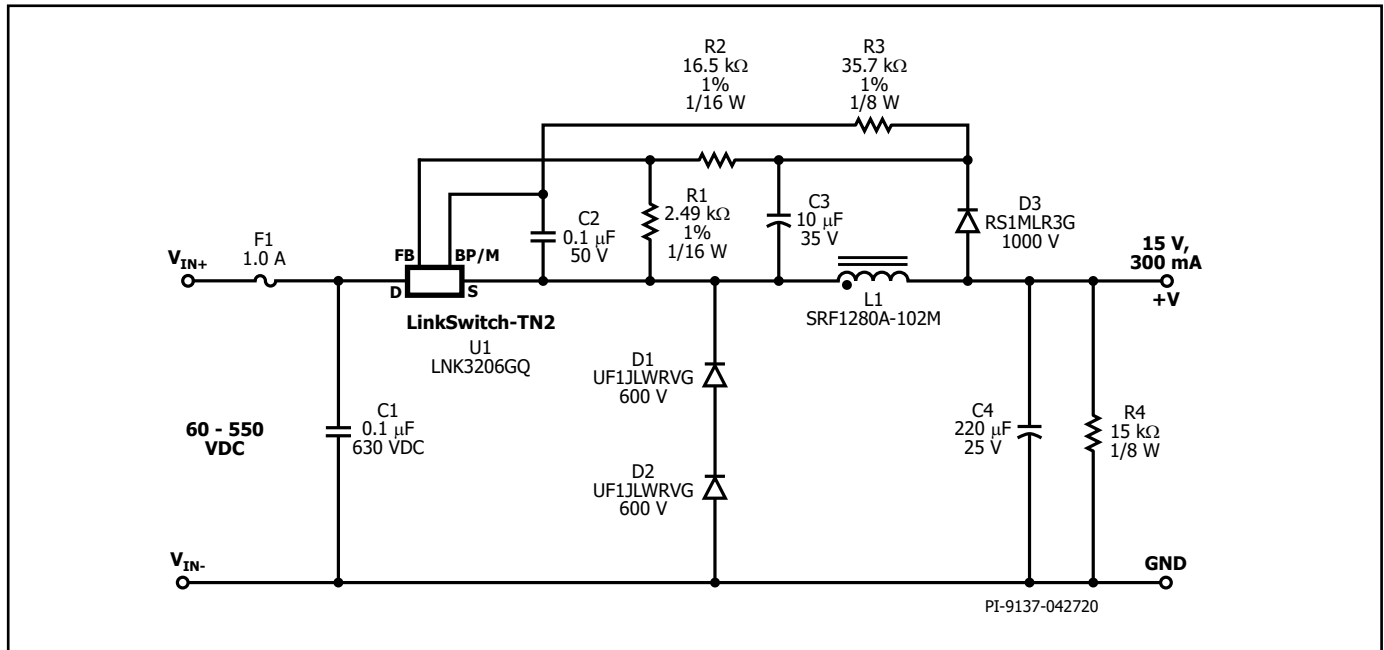 R2
16.5 kΩ
1%
1/16 W
R3
35.7 kΩ
1%
1/8 W
R1
2.49 kΩ
1%
1/16 W
C2
0.1 μF
50 V
C3
10 μF
35 V
D3
RS1MLR3G
1000 V
F1
1.0 A
V_IN+
FB
BP/M
D
S
LinkSwitch-TN2
U1
LNK3206GQ
L1
SRF1280A-102M
15 V,
300 mA
+V
60 - 550
VDC
C1
0.1 μF
630 VDC
D1
UF1JLWRVG
600 V
D2
UF1JLWRVG
600 V
C4
220 μF
25 V
R4
15 kΩ
1/8 W
V_IN-
GND
PI-9137-042720